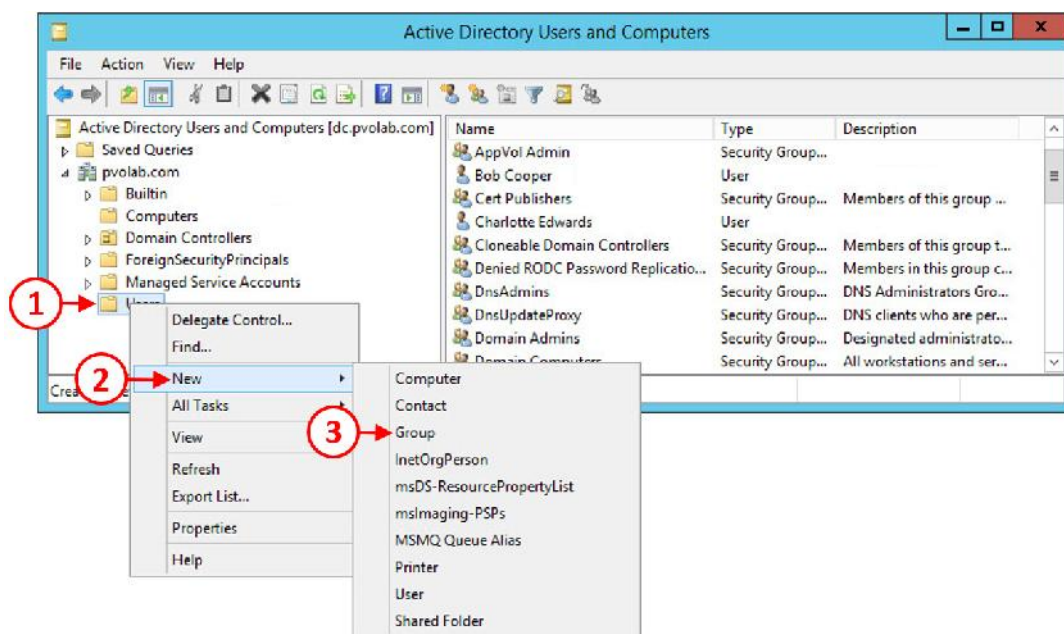 Active Directory Users and Computers
File Action View Help
Active Directory Users and Computers [dc.pvolab.com]
Saved Queries
pvolab.com
Builtin
Computers
Domain Controllers
ForeignSecurityPrincipals
Managed Service Accounts
Users
Name Type Description
AppVol Admin Security Group...
Bob Cooper User
Cert Publishers Security Group... Members of this group ...
Charlotte Edwards User
Cloneable Domain Controllers Security Group... Members of this group t...
Denied RODC Password Replicatio... Security Group... Members in this group c...
DnsAdmins Security Group... DNS Administrators Gro...
DnsUpdateProxy Security Group... DNS clients who are per...
Domain Admins Security Group... Designated administrato...
Domain Computers Security Group... All workstations and ser...
1
Delegate Control...
Find...
2
New
All Tasks
View
Refresh
Export List...
Properties
Help
Computer
Contact
3
Group
InetOrgPerson
msDS-ResourcePropertyList
msImaging-PSPs
MSMQ Queue Alias
Printer
User
Shared Folder